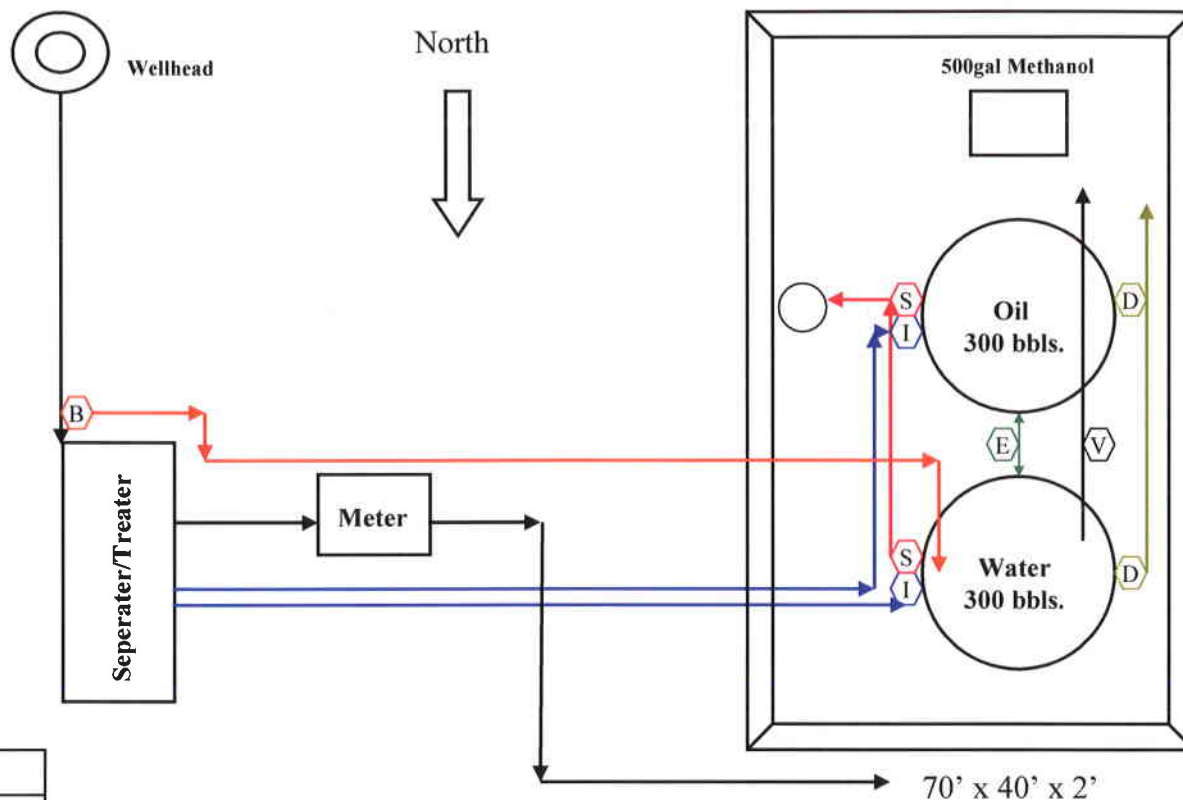 North
Wellhead
500gal Methanol
S
I
Oil
300 bbls.
D
B
E
V
Seperater/Treater
Meter
S
I
Water
300 bbls.
D
70’ x 40’ x 2’